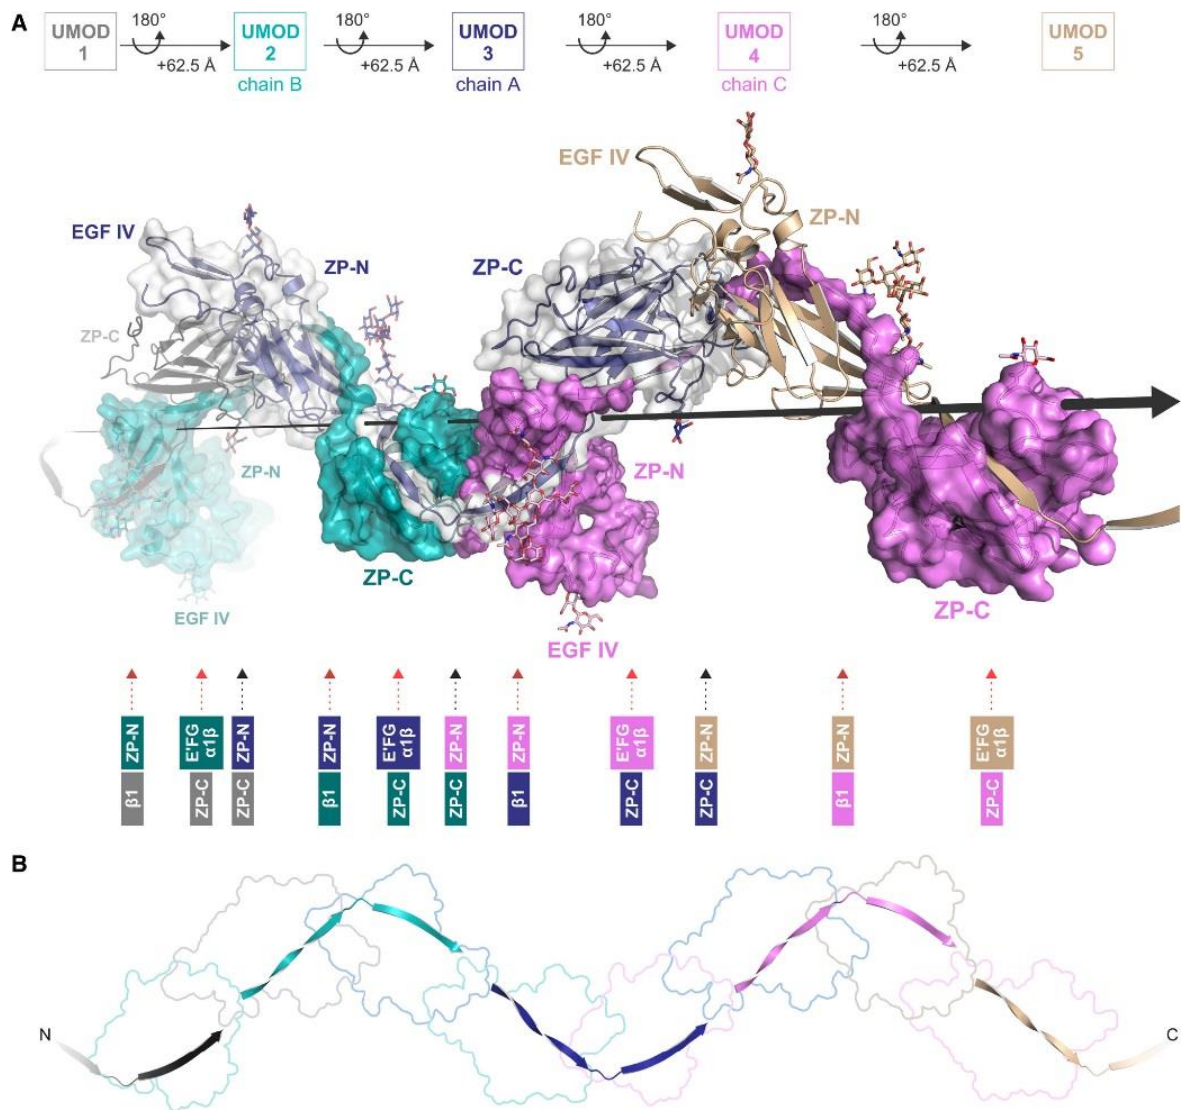 A
UMOD
1
180°
+62.5 Å
UMOD
2
chain B
180°
+62.5 Å
UMOD
3
chain A
180°
+62.5 Å
UMOD
4
chain C
180°
+62.5 Å
UMOD
5
EGF IV
ZP-N
EGF IV
ZP-N
ZP-C
ZP-C
ZP-N
ZP-N
ZP-C
EGF IV
ZP-C
EGF IV
ZP-N
β1
E'FG
α1β
ZP-C
ZP-N
ZP-C
ZP-N
β1
E'FG
α1β
ZP-C
ZP-N
ZP-C
ZP-N
β1
E'FG
α1β
ZP-C
ZP-N
ZP-C
ZP-N
β1
E'FG
α1β
ZP-C
B
N
C